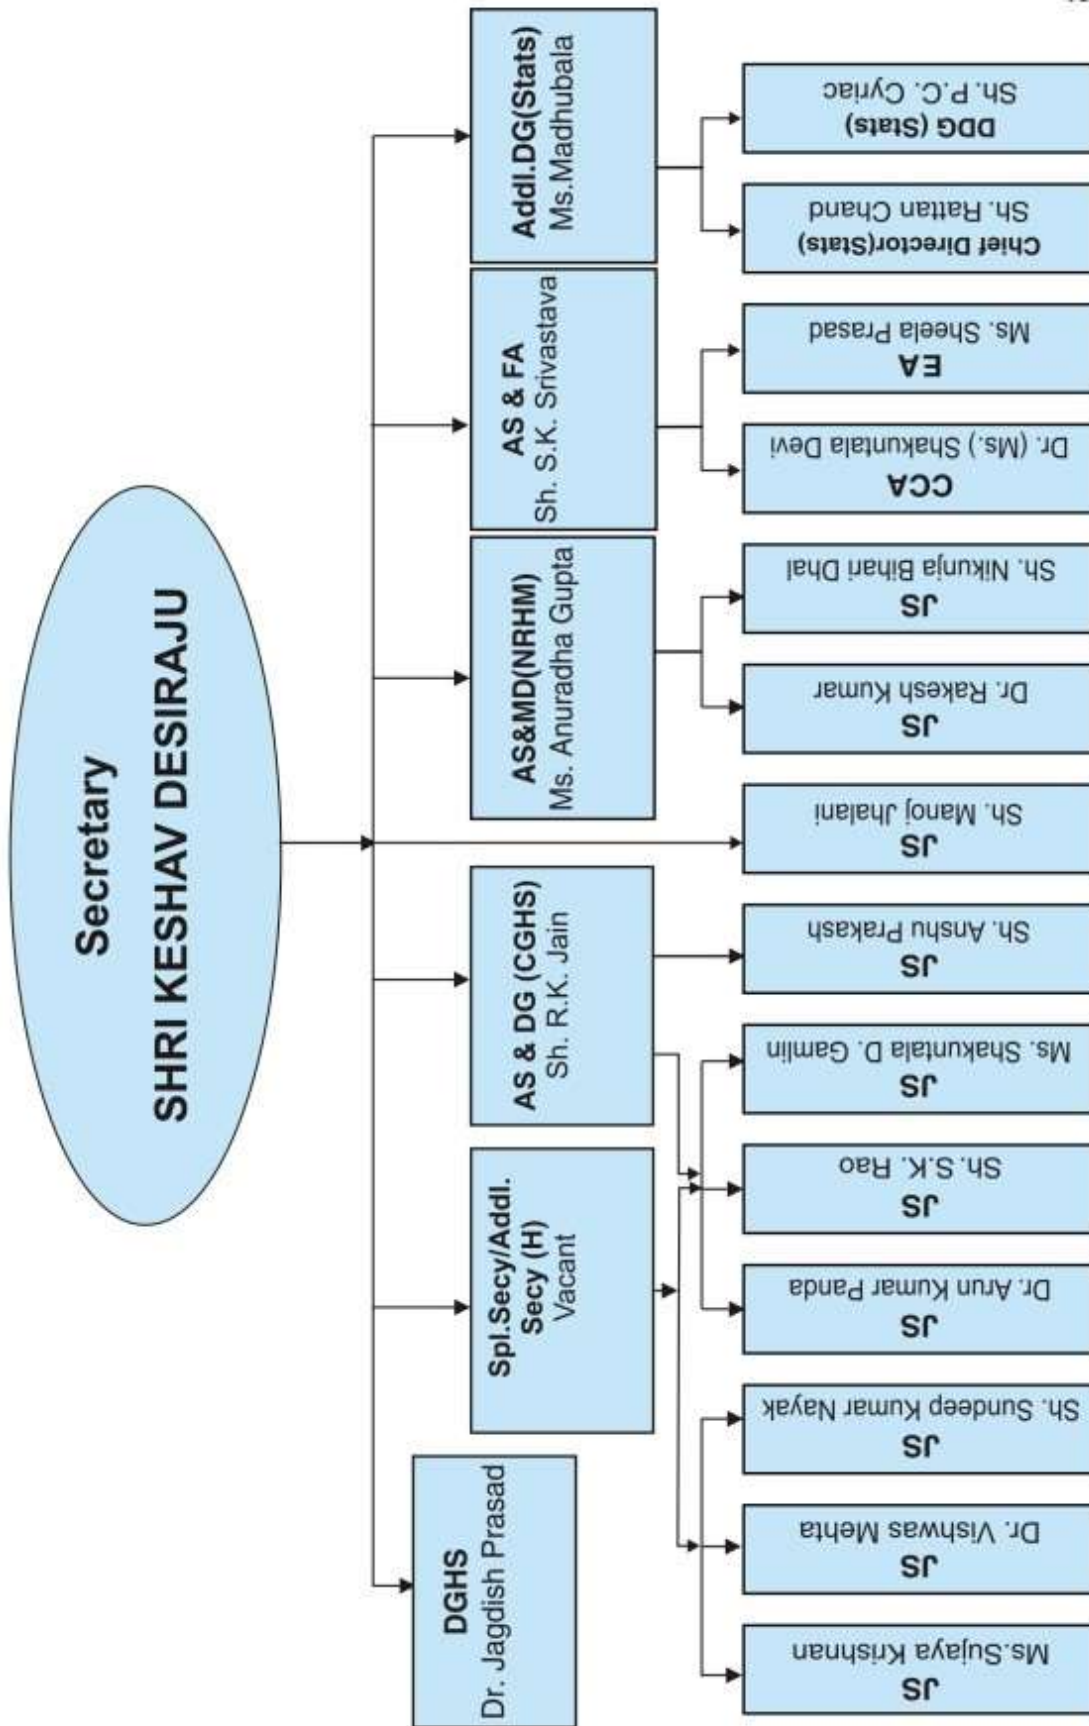 Secretary
SHRI KESHAV DESIRAJU
DGHS
Dr. Jagdish Prasad
Spl.Secy/Addl.
Secy (H)
Vacant
AS & DG (CGHS)
Sh. R.K. Jain
AS&MD(NRHM)
Ms. Anuradha Gupta
AS & FA
Sh. S.K. Srivastava
Addl.DG(Stats)
Ms.Madhubala
JS
Ms.Sujaya Krishnan
JS
Dr. Vishwas Mehta
JS
Sh. Sundeep Kumar Nayak
JS
Dr. Arun Kumar Panda
JS
Sh. S.K. Rao
JS
Ms. Shakuntala D. Gamlin
JS
Sh. Anshu Prakash
JS
Sh. Manoj Jhalani
JS
Dr. Rakesh Kumar
JS
Sh. Nikunja Bihari Dhal
CCA
Dr. (Ms.) Shakuntala Devi
EA
Ms. Sheela Prasad
Chief Director(Stats)
Sh. Rattan Chand
DDG (Stats)
Sh. P.C. Cyriac